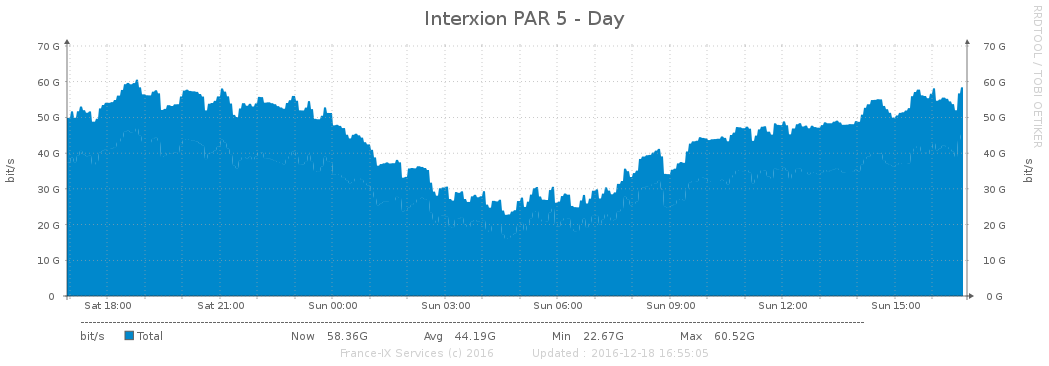 Interxion PAR 5 - Day
RRDTOOL / TOBI OETIKER
bit/s
70 G 70 G
60 G 60 G
50 G 50 G
40 G 40 G
30 G 30 G
20 G 20 G
10 G 10 G
0 0 G
bit/s
Sat 18:00 Sat 21:00 Sun 00:00 Sun 03:00 Sun 06:00 Sun 09:00 Sun 12:00 Sun 15:00
bit/s Total Now 58.36G Avg 44.19G Min 22.67G Max 60.52G
France-IX Services (c) 2016 Updated : 2016-12-18 16:55:05